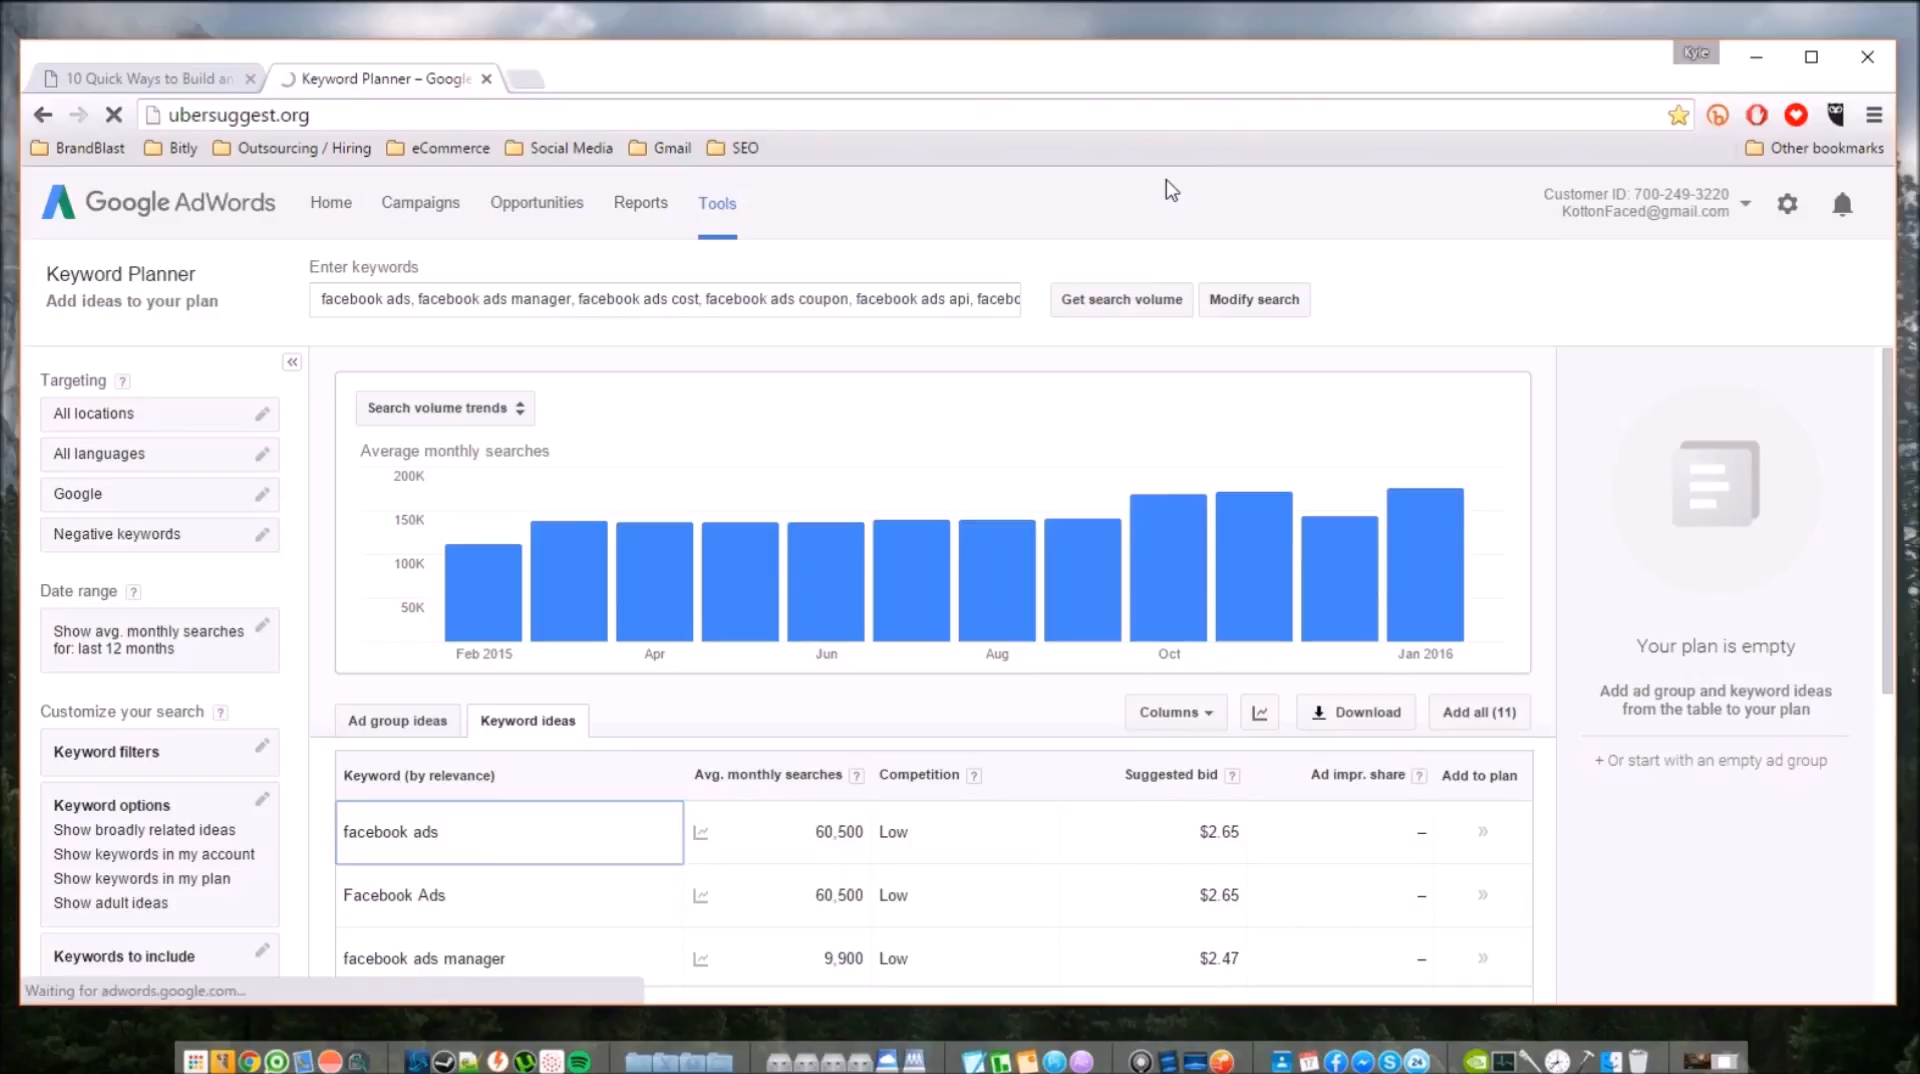 Kyle
10 Quick Ways to Build an
Keyword Planner – Google
ubersuggest.org
BrandBlast
Bitly
Outsourcing / Hiring
eCommerce
Social Media
Gmail
SEO
Other bookmarks
Google AdWords
Home
Campaigns
Opportunities
Reports
Tools
Customer ID: 700-249-3220
KottonFaced@gmail.com
Keyword Planner
Add ideas to your plan
Enter keywords
facebook ads, facebook ads manager, facebook ads cost, facebook ads coupon, facebook ads api, facebo
Get search volume
Modify search
Targeting ?
All locations
All languages
Google
Negative keywords
Date range ?
Show avg. monthly searches
for: last 12 months
Customize your search ?
Keyword filters
Keyword options
Show broadly related ideas
Show keywords in my account
Show keywords in my plan
Show adult ideas
Keywords to include
Waiting for adwords.google.com...
Search volume trends
Average monthly searches
200K
150K
100K
50K
Feb 2015
Apr
Jun
Aug
Oct
Jan 2016
Ad group ideas
Keyword ideas
Columns
Download
Add all (11)
Keyword (by relevance)
Avg. monthly searches ?
Competition ?
Suggested bid ?
Ad impr. share ?
Add to plan
facebook ads 60,500 Low $2.65 – »
Facebook Ads 60,500 Low $2.65 – »
facebook ads manager 9,900 Low $2.47 – »
Your plan is empty
Add ad group and keyword ideas
from the table to your plan
+ Or start with an empty ad group
17
24